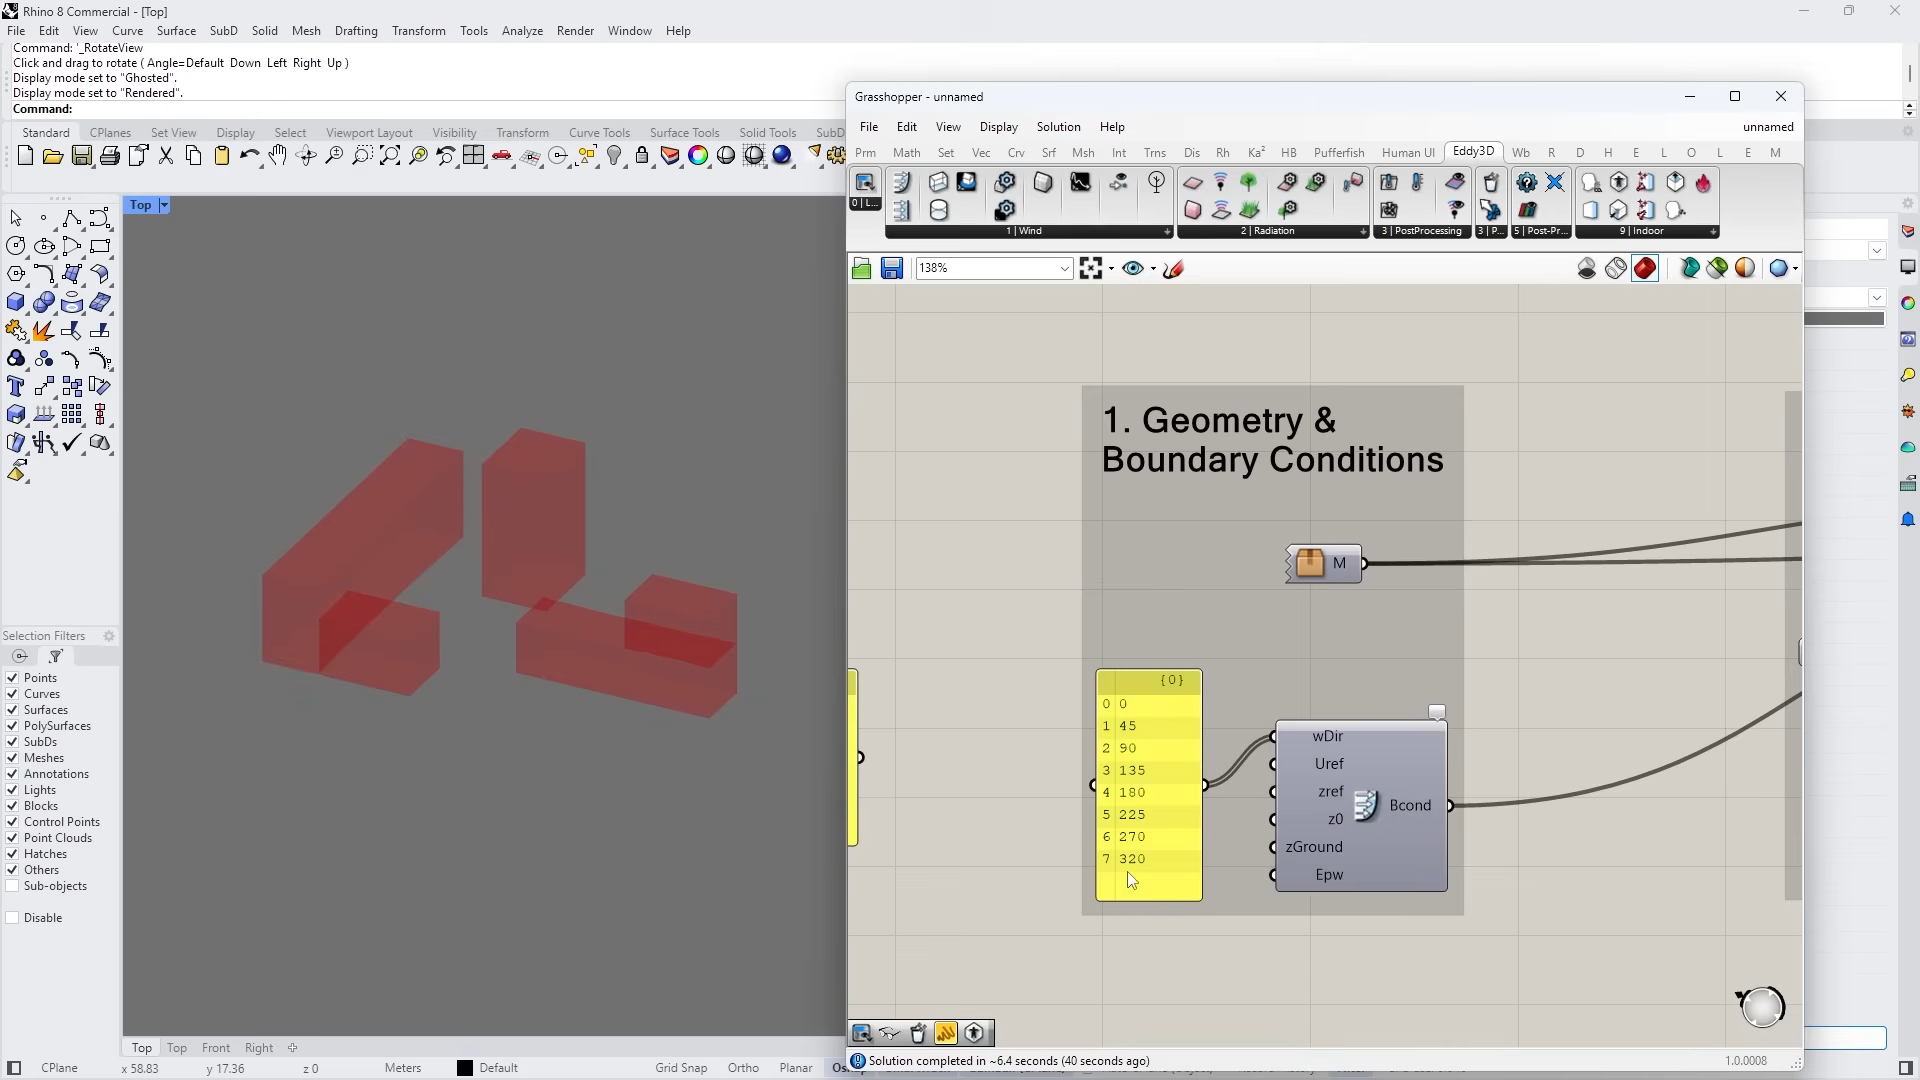 Rhino 8 Commercial - [Top]
File Edit View Curve Surface SubD Solid Mesh Drafting Transform Tools Analyze Render Window Help
Command: '_RotateView
Click and drag to rotate ( Angle=Default Down Left Right Up )
Display mode set to "Ghosted".
Display mode set to "Rendered".
Command:
Standard CPlanes Set View Display Select Viewport Layout Visibility Transform Curve Tools Surface Tools Solid Tools SubD
Top
Selection Filters
Points
Curves
Surfaces
PolySurfaces
SubDs
Meshes
Annotations
Lights
Blocks
Control Points
Point Clouds
Hatches
Others
Sub-objects
Disable
Top Top Front Right
CPlane x 58.83 y 17.36 z 0 Meters Default Grid Snap Ortho Planar
Grasshopper - unnamed
File Edit View Display Solution Help unnamed
Prm Math Set Vec Crv Srf Msh Int Trns Dis Rh Ka² HB Pufferfish Human UI Eddy3D Wb R D H E L O L E M
0 | L... 1 | Wind 2 | Radiation 3 | PostProcessing 3 | P... 5 | Post-Pr... 9 | Indoor
138%
1. Geometry &
Boundary Conditions
M
{0}
0 0
1 45
2 90
3 135
4 180
5 225
6 270
7 320
wDir
Uref
zref
z0
zGround
Epw
Bcond
Solution completed in ~6.4 seconds (40 seconds ago) 1.0.0008